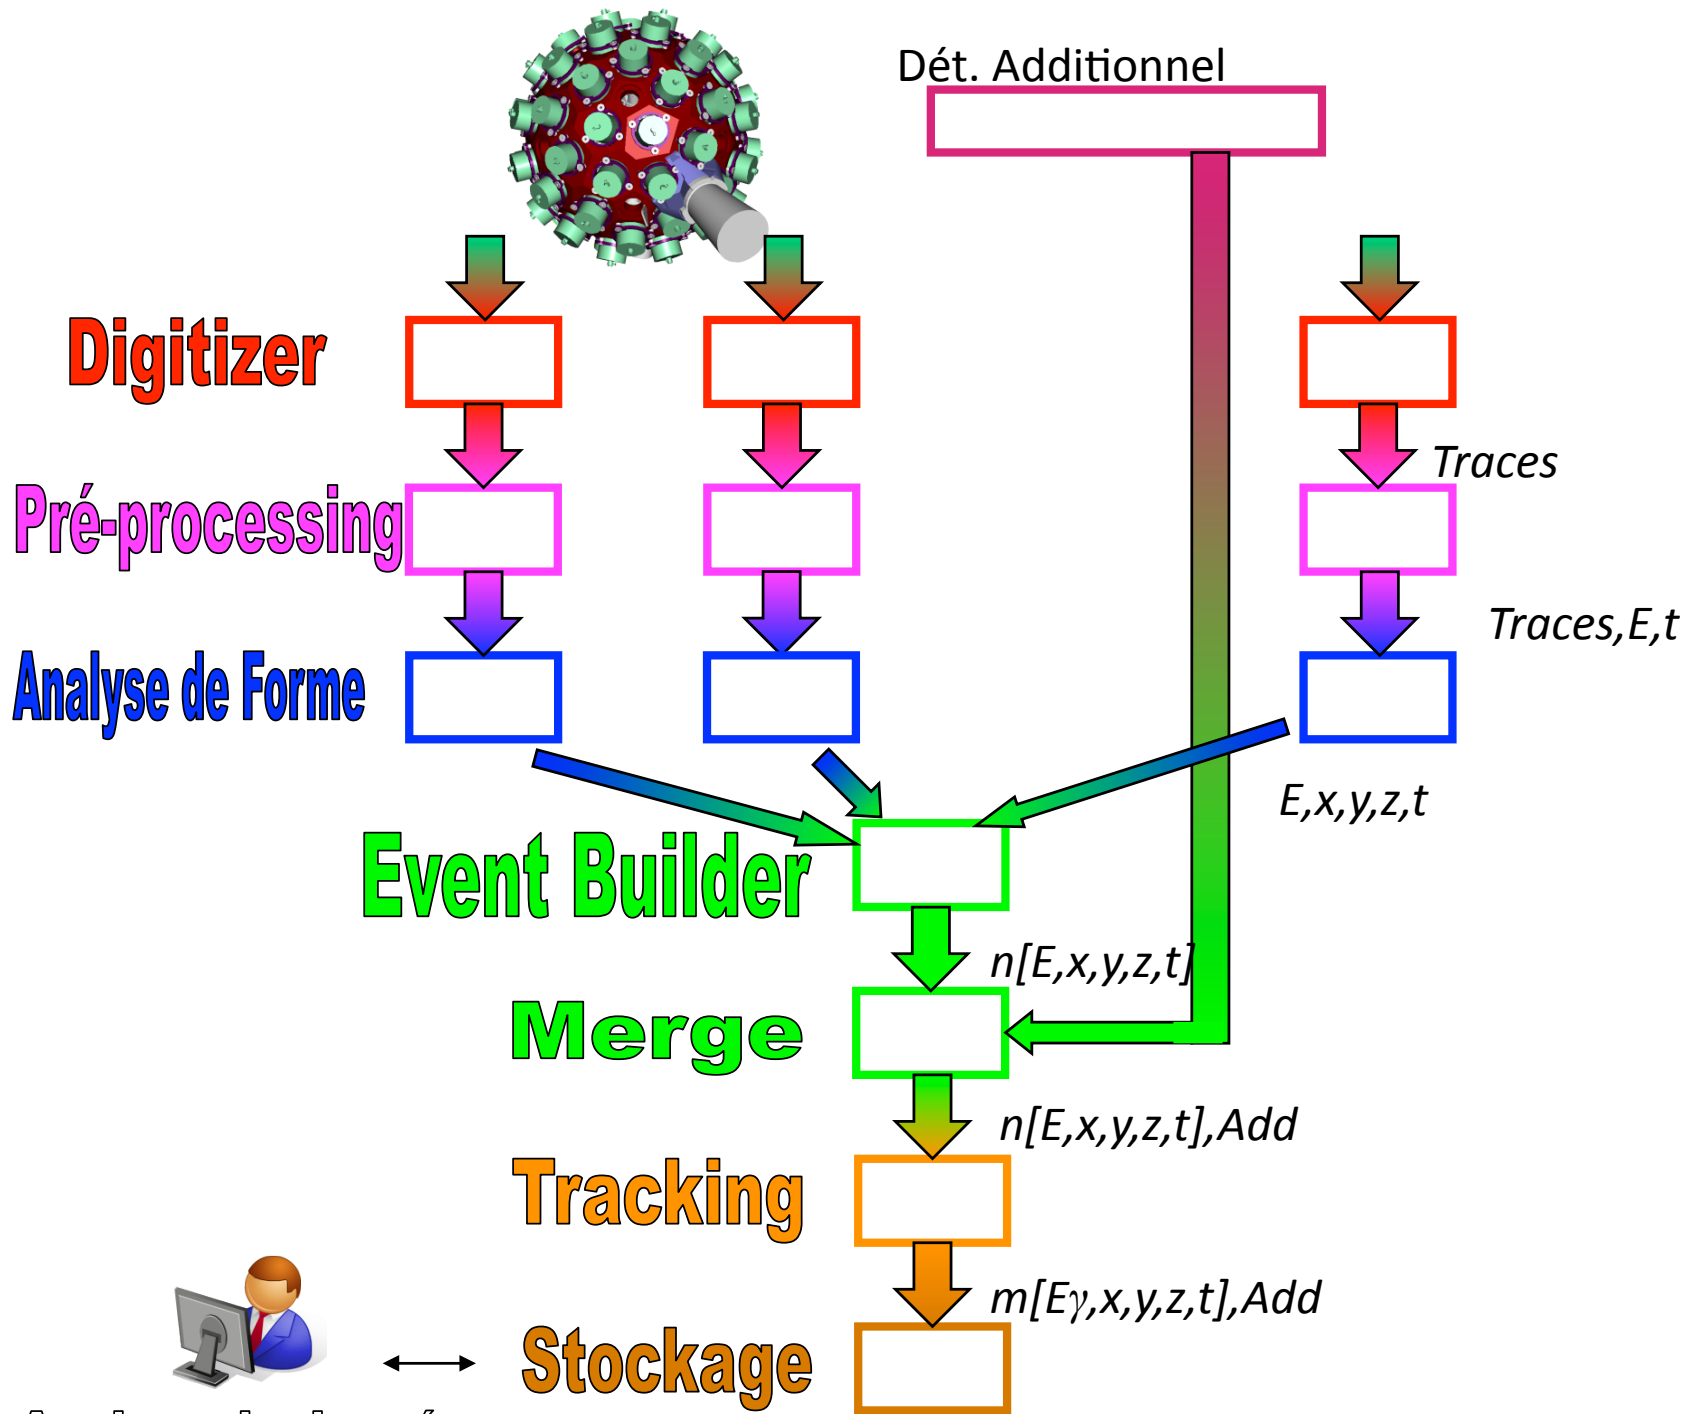 Dét. Additionnel
Digitizer
Traces
Pré-processing
Traces,E,t
Analyse de Forme
E,x,y,z,t
Event Builder
n[E,x,y,z,t]
Merge
n[E,x,y,z,t],Add
Tracking
m[Eγ,x,y,z,t],Add
Stockage